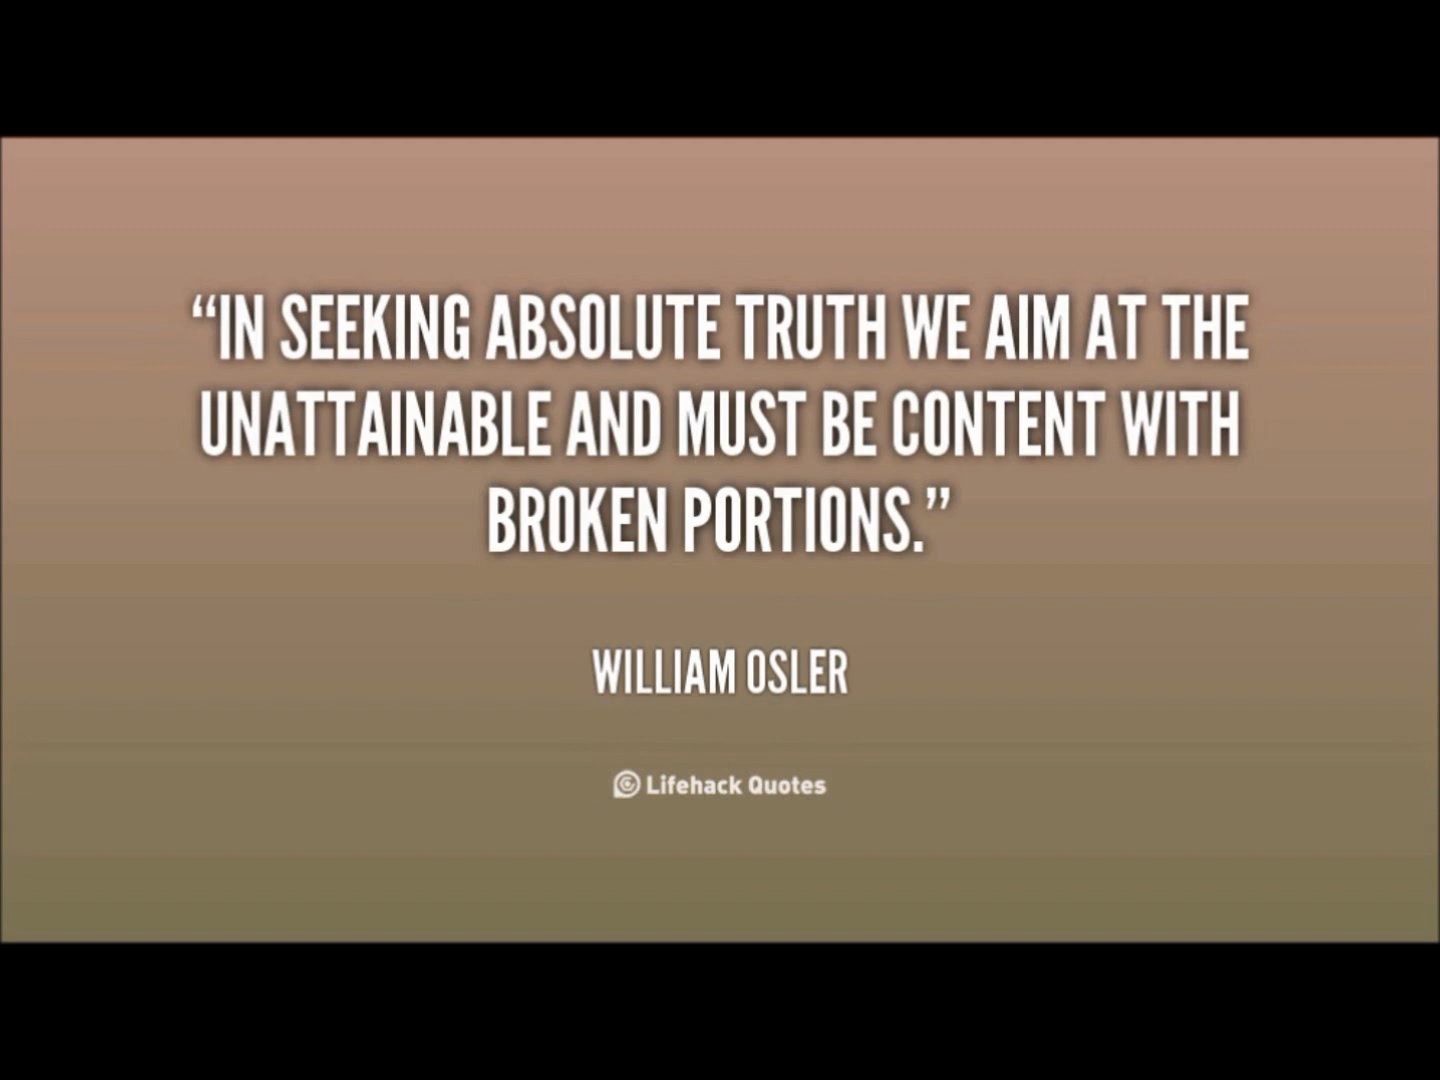 “IN SEEKING ABSOLUTE TRUTH WE AIM AT THE
UNATTAINABLE AND MUST BE CONTENT WITH
BROKEN PORTIONS.”
WILLIAM OSLER
Lifehack Quotes